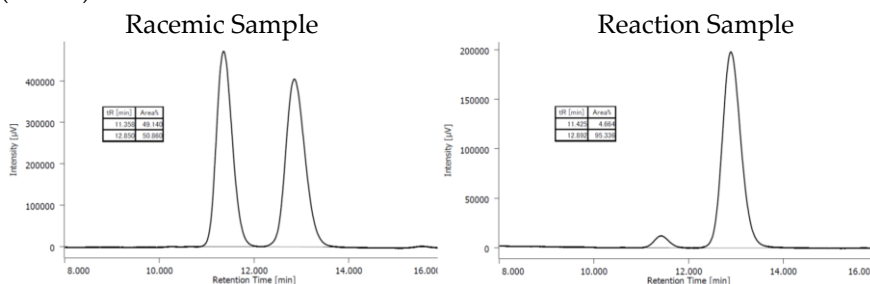 Racemic Sample
Reaction Sample
400000
300000
200000
100000
0
Intensity [µV]
tR [min] Area%
11.356 49.140
12.850 50.860
8.000 10.000 12.000 14.000 16.000
Retention Time [min]
200000
150000
100000
50000
0
Intensity [µV]
tR [min] Area%
11.425 4.664
12.892 95.336
8.000 10.000 12.000 14.000 16.00
Retention Time [min]